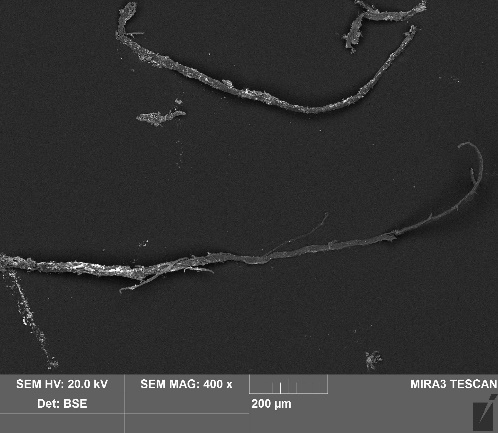 SEM HV: 20.0 kV
SEM MAG: 400 x
MIRA3 TESCAN
Det: BSE
200 µm